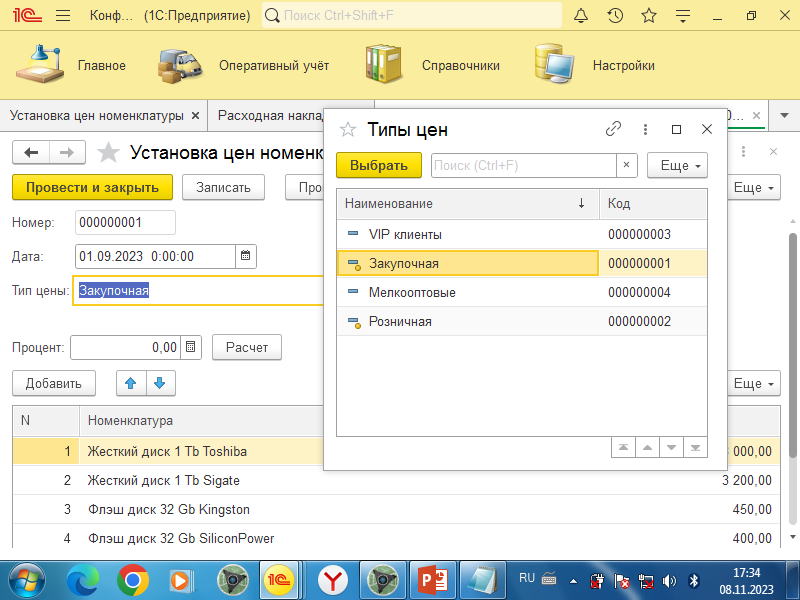 1С Конф... (1С:Предприятие) Поиск Ctrl+Shift+F
Главное Оперативный учёт Справочники Настройки
Установка цен номенклатуры × Расходная наклад 0... ×
Установка цен номенк
Провести и закрыть Записать Про Еще
Номер: 000000001
Дата: 01.09.2023 0:00:00
Тип цены: Закупочная
Процент: 0,00 Расчет
Добавить Еще
N Номенклатура
1 Жесткий диск 1 Tb Toshiba 000,00
2 Жесткий диск 1 Tb Sigate 3 200,00
3 Флэш диск 32 Gb Kingston 450,00
4 Флэш диск 32 Gb SiliconPower 400,00
Типы цен
Выбрать Поиск (Ctrl+F) × Еще
Наименование ↓ Код
VIP клиенты 000000003
Закупочная 000000001
Мелкооптовые 000000004
Розничная 000000002
1С Y P RU 17:34
08.11.2023